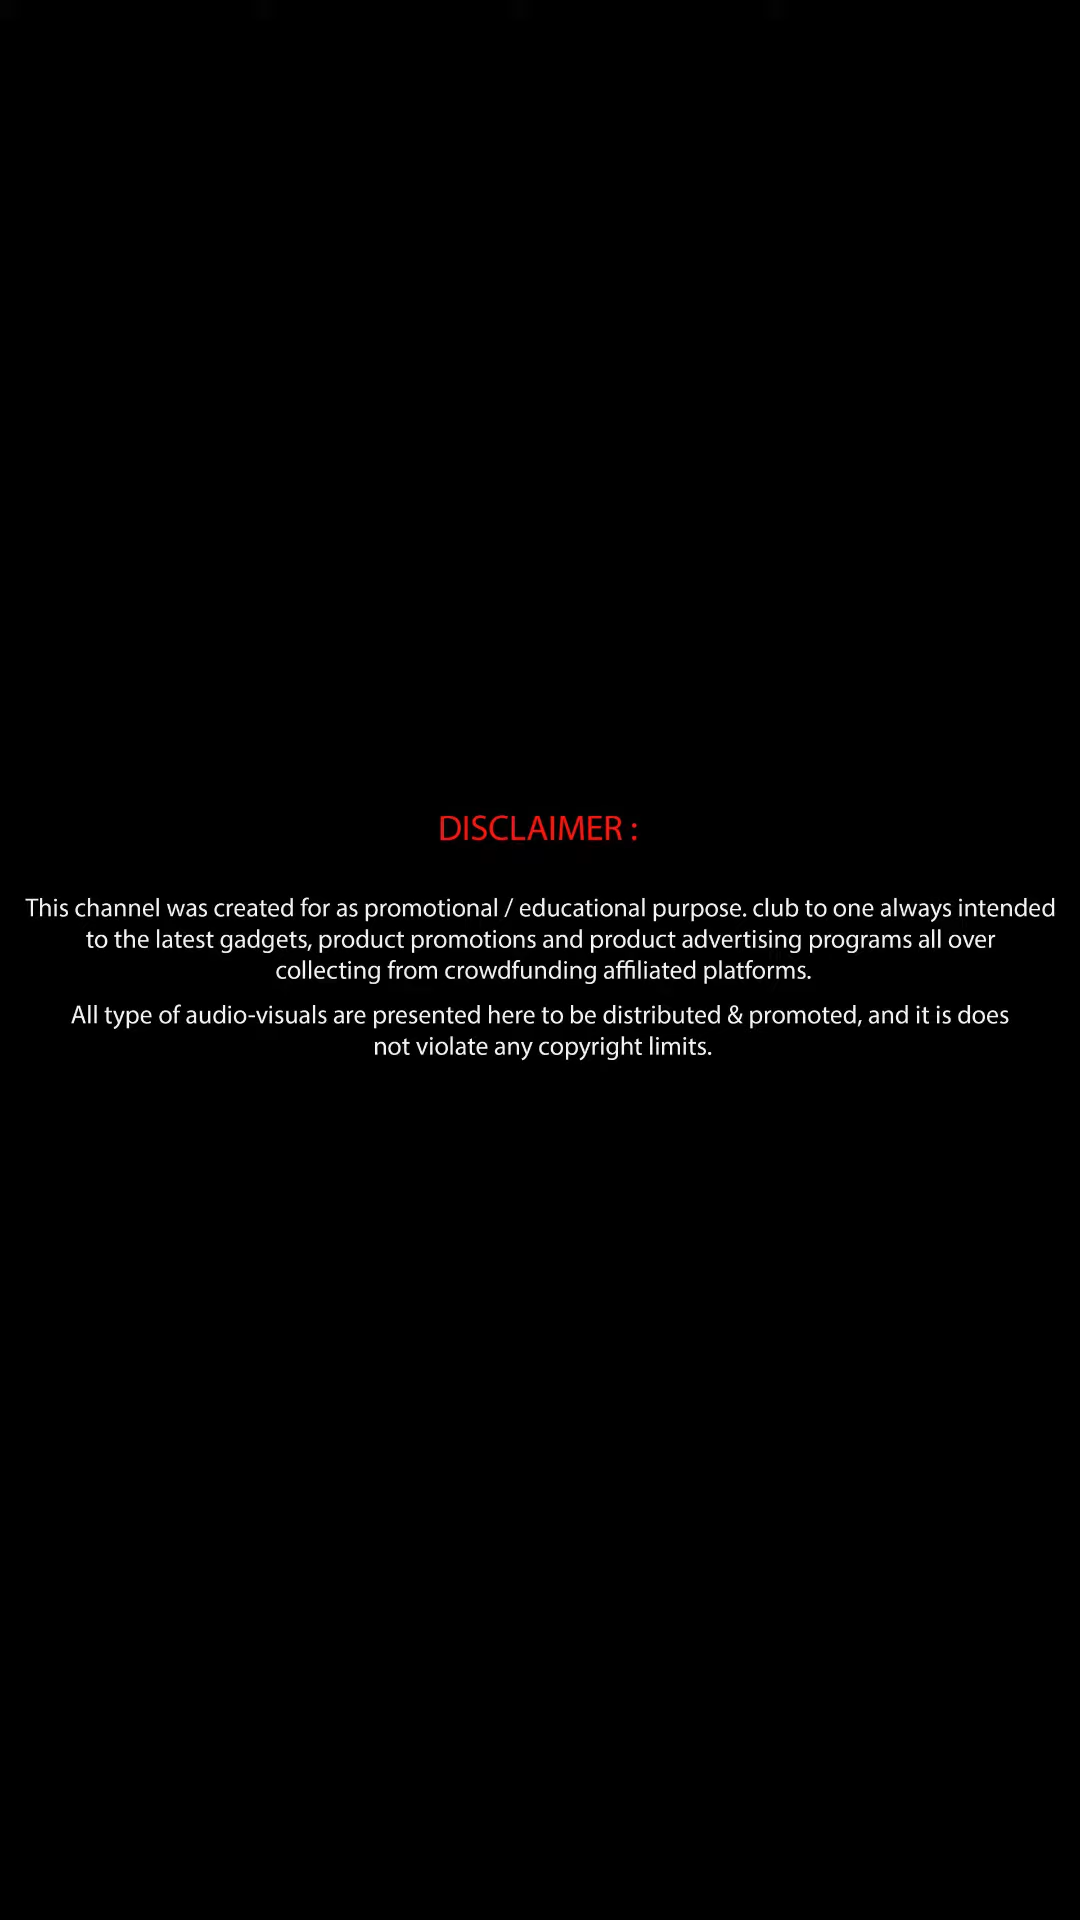 DISCLAIMER :
This channel was created for as promotional / educational purpose. club to one always intended
to the latest gadgets, product promotions and product advertising programs all over
collecting from crowdfunding affiliated platforms.
All type of audio-visuals are presented here to be distributed & promoted, and it is does
not violate any copyright limits.